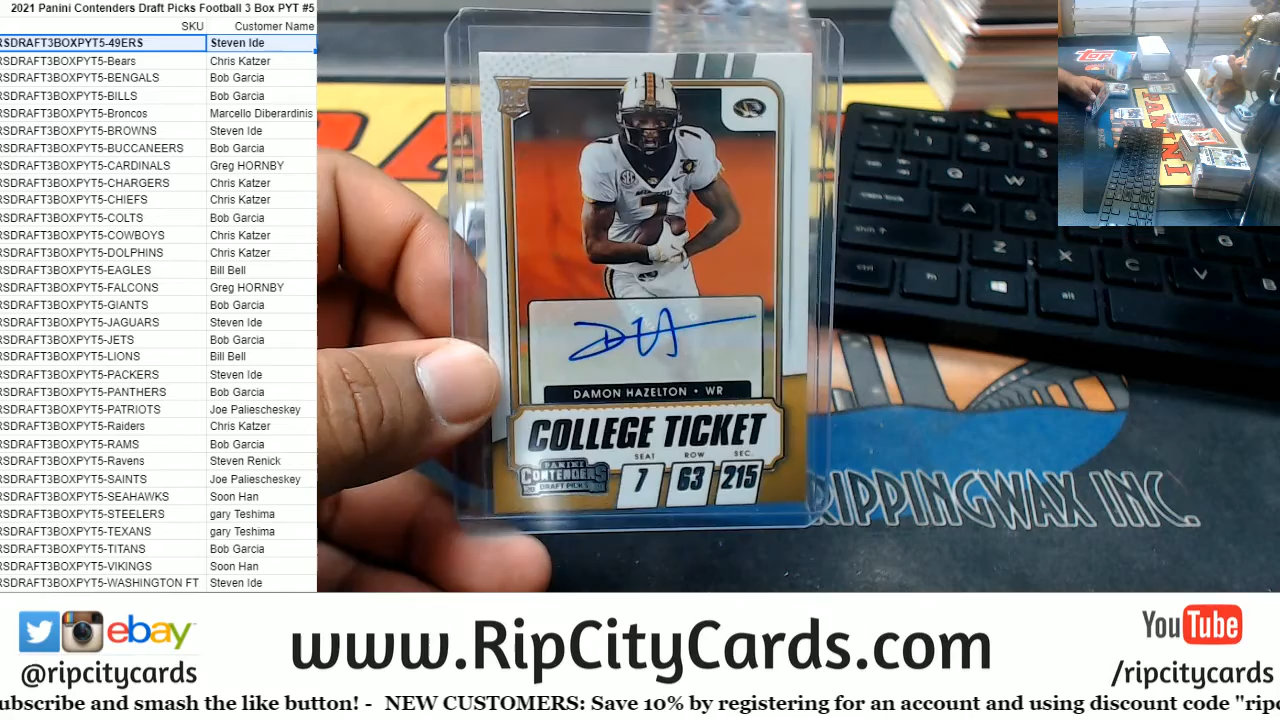 2021 Panini Contenders Draft Picks Football 3 Box PYT #5
SKU Customer Name
RSDRAFT3BOXPYT5-49ERS Steven Ide
RSDRAFT3BOXPYT5-Bears Chris Katzer
RSDRAFT3BOXPYT5-BENGALS Bob Garcia
RSDRAFT3BOXPYT5-BILLS Bob Garcia
RSDRAFT3BOXPYT5-Broncos Marcello Diberardinis
RSDRAFT3BOXPYT5-BROWNS Steven Ide
RSDRAFT3BOXPYT5-BUCCANEERS Bob Garcia
RSDRAFT3BOXPYT5-CARDINALS Greg HORNBY
RSDRAFT3BOXPYT5-CHARGERS Chris Katzer
RSDRAFT3BOXPYT5-CHIEFS Chris Katzer
RSDRAFT3BOXPYT5-COLTS Bob Garcia
RSDRAFT3BOXPYT5-COWBOYS Chris Katzer
RSDRAFT3BOXPYT5-DOLPHINS Chris Katzer
RSDRAFT3BOXPYT5-EAGLES Bill Bell
RSDRAFT3BOXPYT5-FALCONS Greg HORNBY
RSDRAFT3BOXPYT5-GIANTS Bob Garcia
RSDRAFT3BOXPYT5-JAGUARS Steven Ide
RSDRAFT3BOXPYT5-JETS Bob Garcia
RSDRAFT3BOXPYT5-LIONS Bill Bell
RSDRAFT3BOXPYT5-PACKERS Steven Ide
RSDRAFT3BOXPYT5-PANTHERS Bob Garcia
RSDRAFT3BOXPYT5-PATRIOTS Joe Paliescheskey
RSDRAFT3BOXPYT5-Raiders Chris Katzer
RSDRAFT3BOXPYT5-RAMS Bob Garcia
RSDRAFT3BOXPYT5-Ravens Steven Renick
RSDRAFT3BOXPYT5-SAINTS Joe Paliescheskey
RSDRAFT3BOXPYT5-SEAHAWKS Soon Han
RSDRAFT3BOXPYT5-STEELERS gary Teshima
RSDRAFT3BOXPYT5-TEXANS gary Teshima
RSDRAFT3BOXPYT5-TITANS Bob Garcia
RSDRAFT3BOXPYT5-VIKINGS Soon Han
RSDRAFT3BOXPYT5-WASHINGTON FT Steven Ide
7
DAMON HAZELTON • WR
COLLEGE TICKET
SEAT ROW SEC.
7 63 215
PANINI
CONTENDERS
DRAFT PICKS
RIPPINGWAX INC.
topps
PANINI
ebay
@ripcitycards
www.RipCityCards.com
YouTube
/ripcitycards
ubscribe and smash the like button! - NEW CUSTOMERS: Save 10% by registering for an account and using discount code "ripc